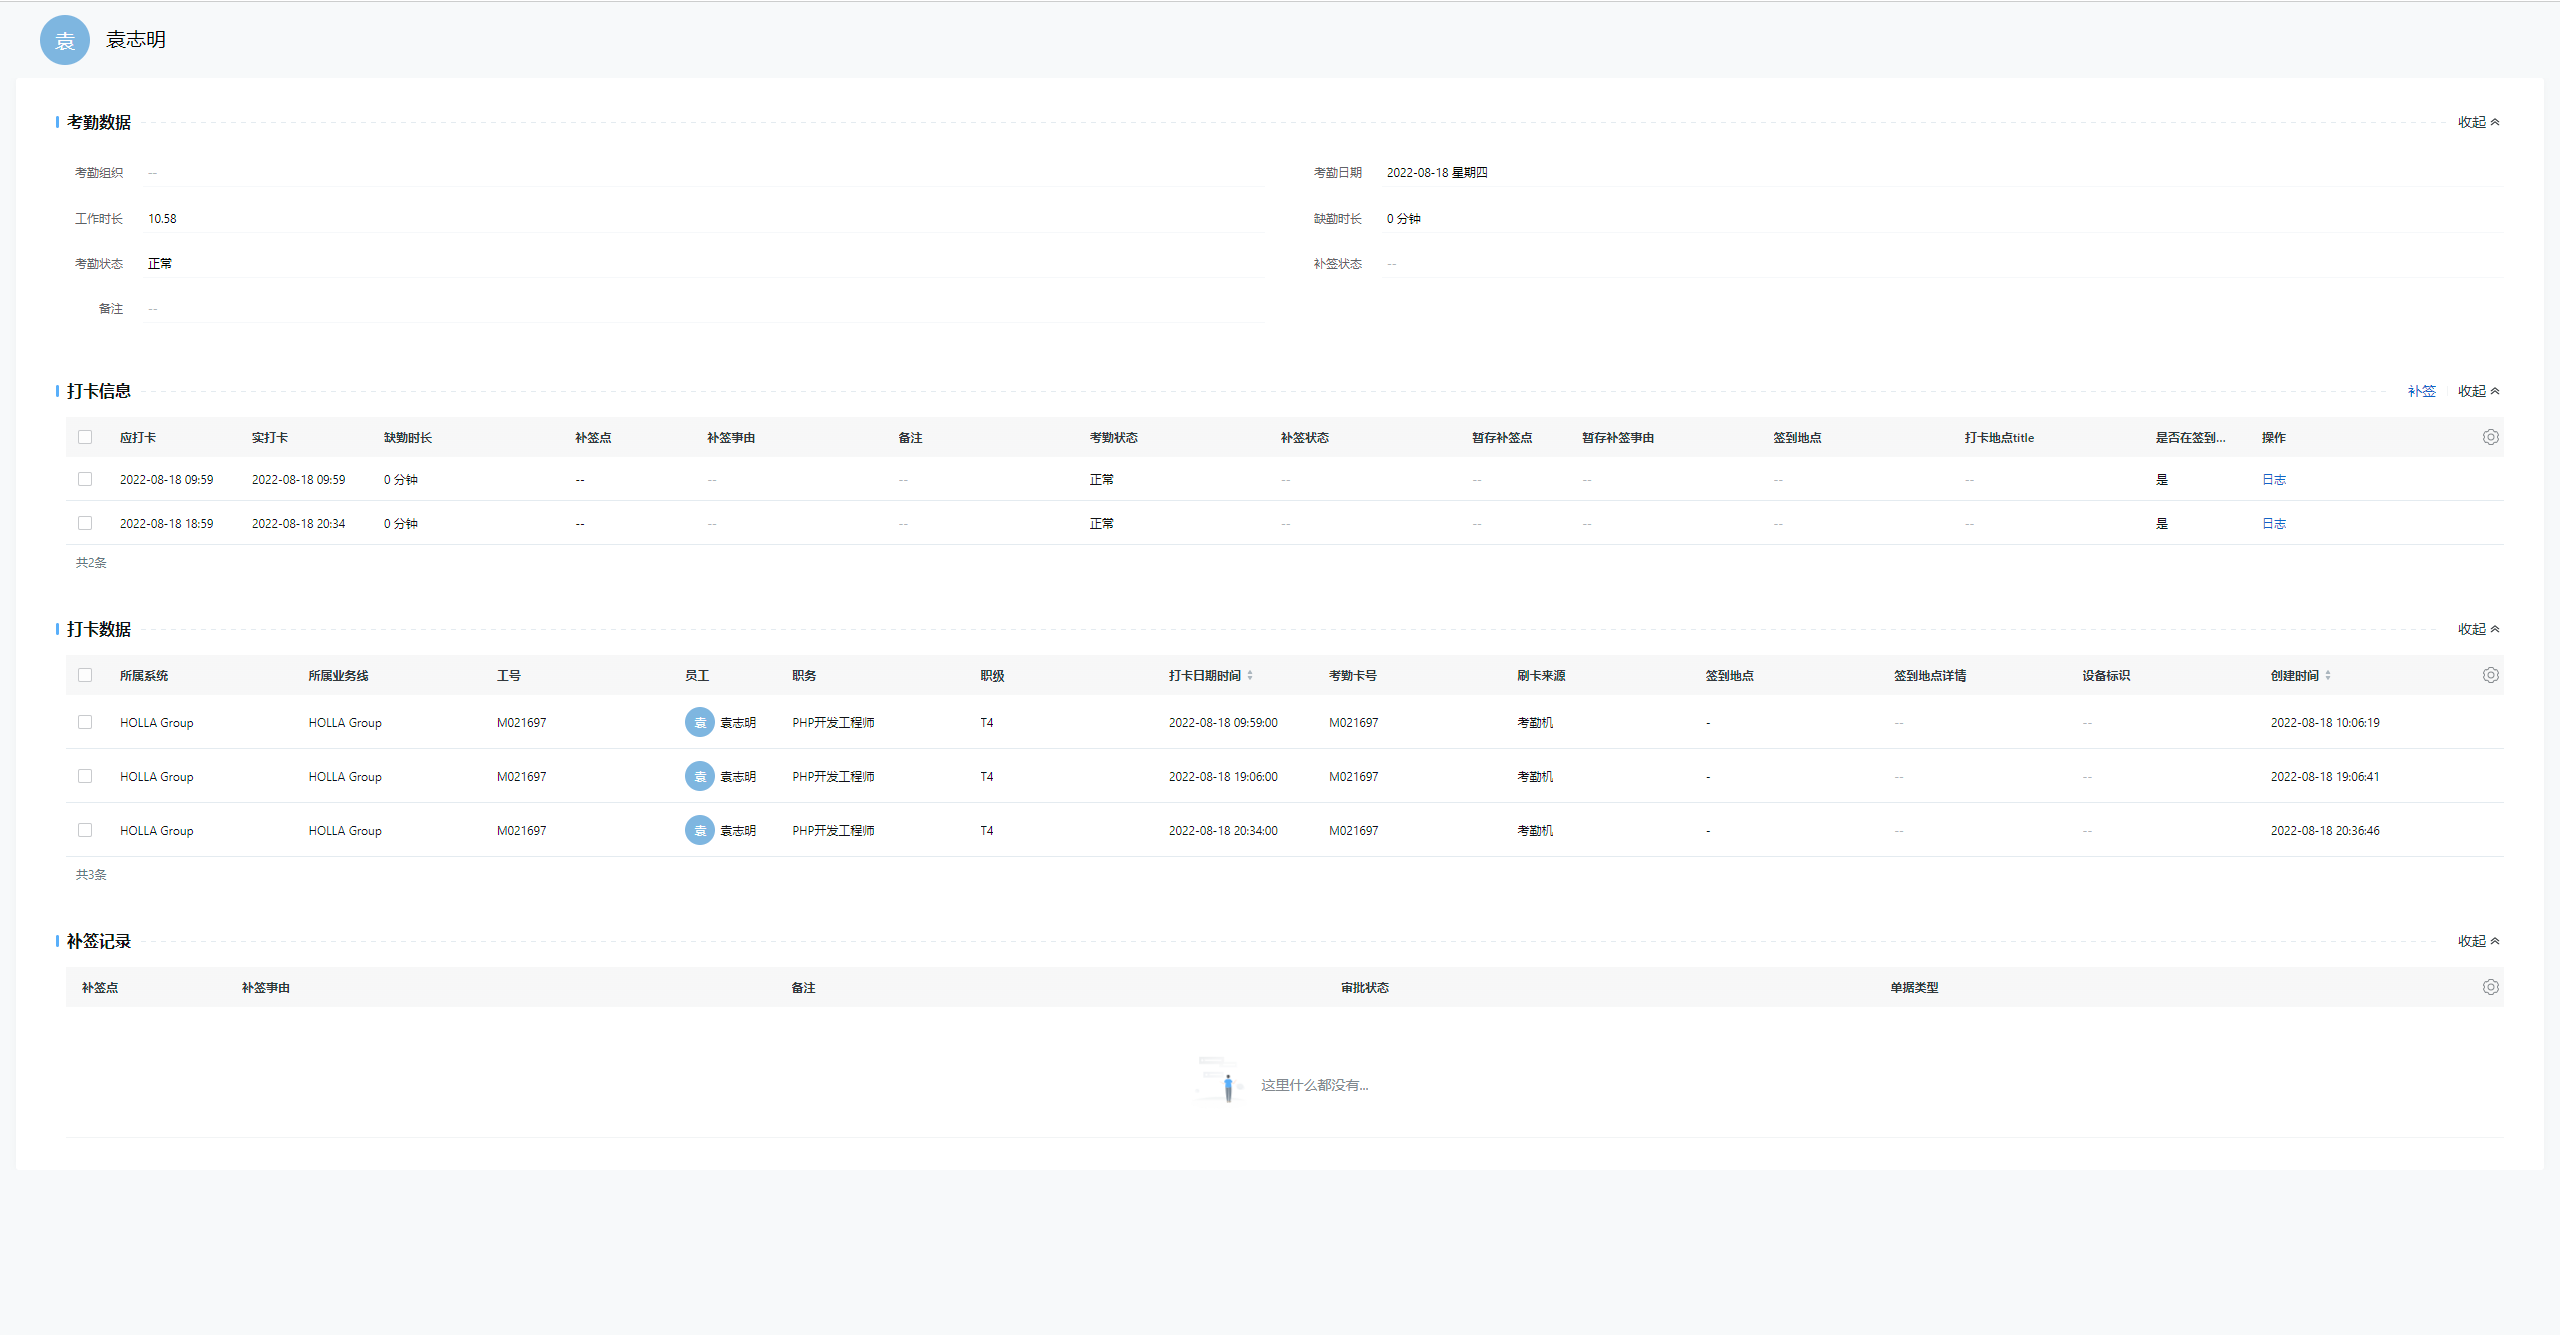 袁 袁志明
考勤数据 收起
考勤组织 -- 考勤日期 2022-08-18 星期四
工作时长 10.58 缺勤时长 0 分钟
考勤状态 正常 补签状态 --
备注 --
打卡信息 补签 收起
应打卡 实打卡 缺勤时长 补签点 补签事由 备注 考勤状态 补签状态 暂存补签点 暂存补签事由 签到地点 打卡地点title 是否在签到... 操作
2022-08-18 09:59 2022-08-18 09:59 0 分钟 -- -- -- 正常 -- -- -- -- -- 是 日志
2022-08-18 18:59 2022-08-18 20:34 0 分钟 -- -- -- 正常 -- -- -- -- -- 是 日志
共2条
打卡数据 收起
所属系统 所属业务线 工号 员工 职务 职级 打卡日期时间 考勤卡号 刷卡来源 签到地点 签到地点详情 设备标识 创建时间
HOLLA Group HOLLA Group M021697 袁 袁志明 PHP开发工程师 T4 2022-08-18 09:59:00 M021697 考勤机 - -- -- 2022-08-18 10:06:19
HOLLA Group HOLLA Group M021697 袁 袁志明 PHP开发工程师 T4 2022-08-18 19:06:00 M021697 考勤机 - -- -- 2022-08-18 19:06:41
HOLLA Group HOLLA Group M021697 袁 袁志明 PHP开发工程师 T4 2022-08-18 20:34:00 M021697 考勤机 - -- -- 2022-08-18 20:36:46
共3条
补签记录 收起
补签点 补签事由 备注 审批状态 单据类型
这里什么都没有...